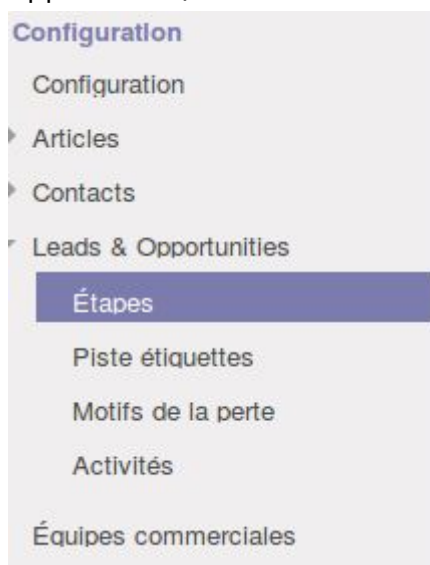 Configuration
Configuration
Articles
Contacts
Leads & Opportunities
Étapes
Piste étiquettes
Motifs de la perte
Activités
Équipes commerciales